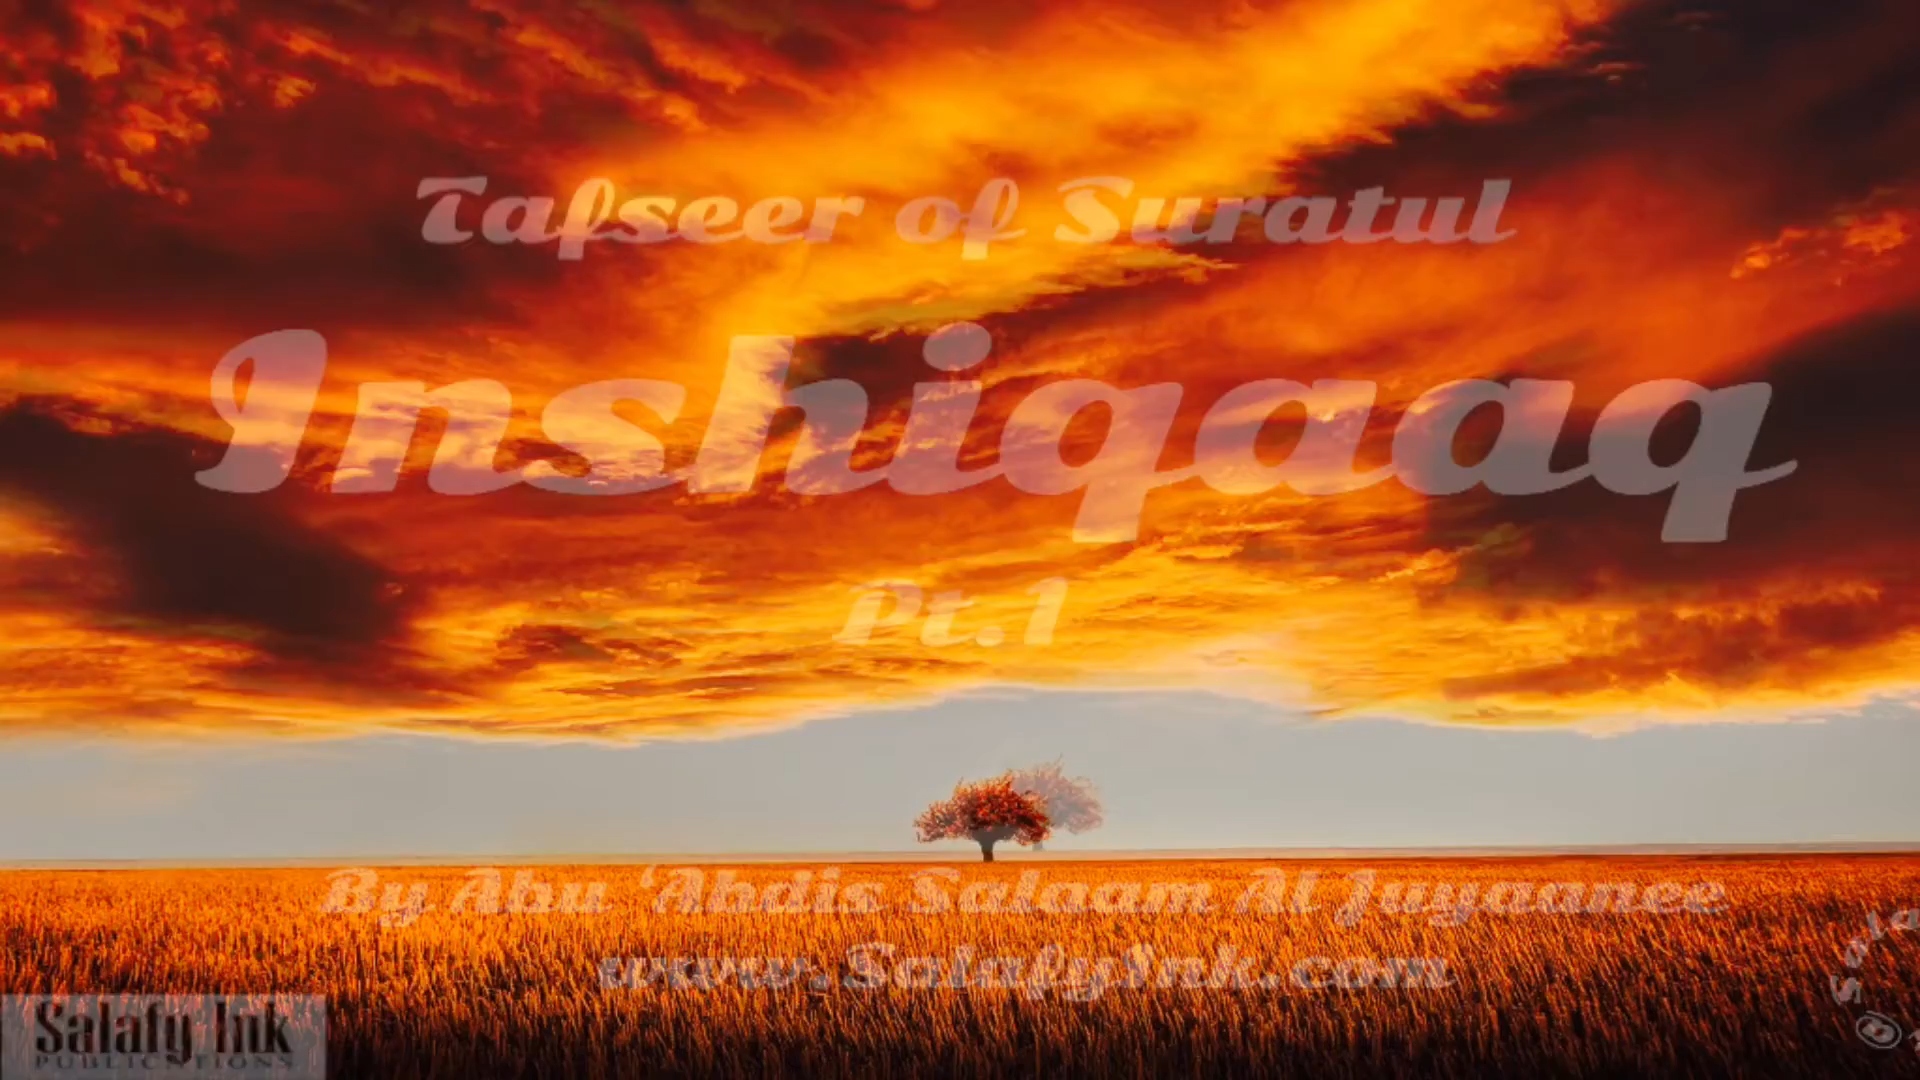 Tafseer of Suratul
Inshiqaaq
Pt.1
By Abu 'Abdis Salaam Al Juyaanee
www.SalafyInk.com
Salafy Ink
PUBLICATIONS